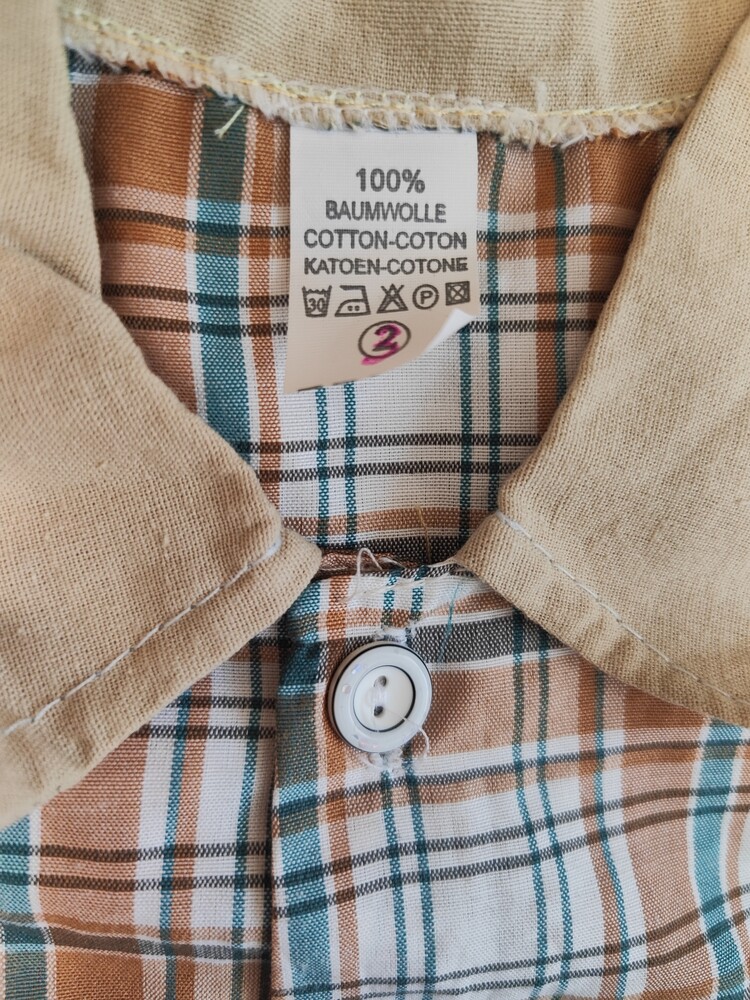 100%
BAUMWOLLE
COTTON-COTON
KATOEN-COTONE
30 P
2